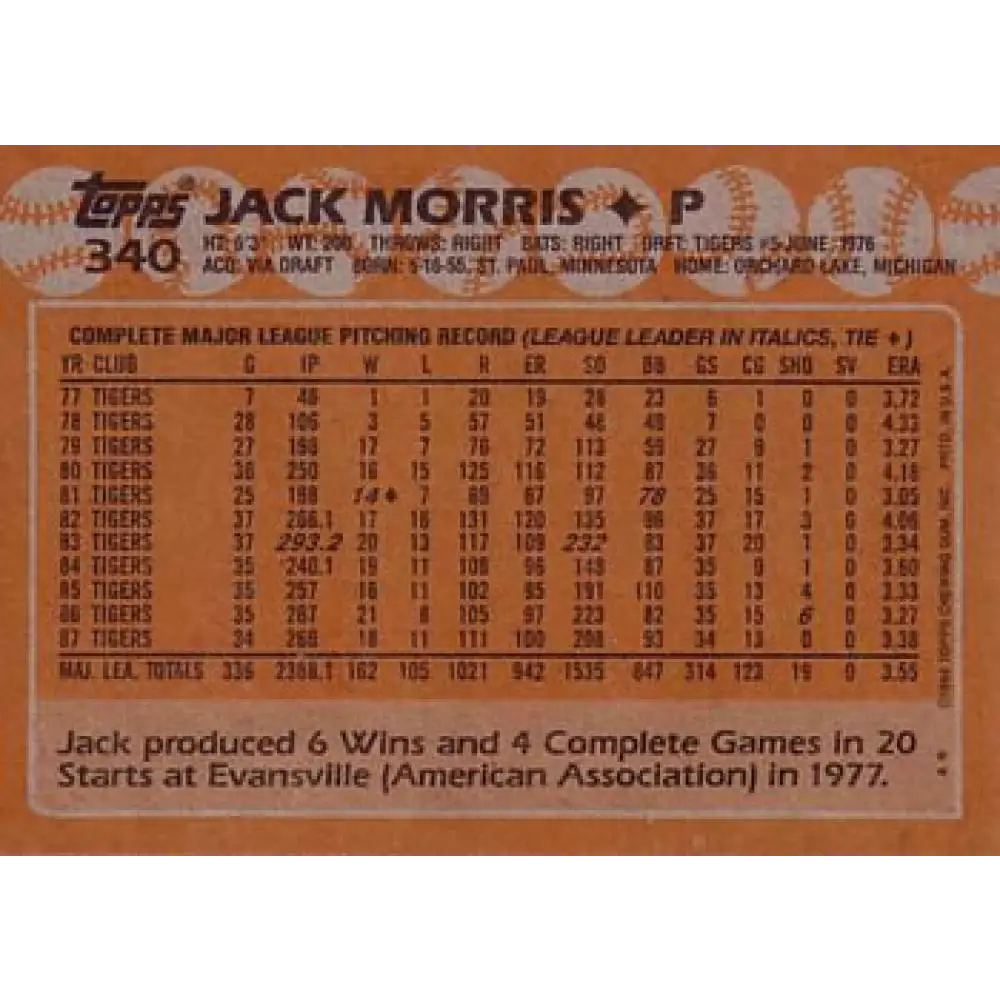 Topps® JACK MORRIS ✦ P
340 HT: 6'3" WT: 200 THROWS: RIGHT BATS: RIGHT DRFT: TIGERS #5-JUNE, 1976
ACQ: VIA DRAFT BORN: 5-16-55, ST. PAUL, MINNESOTA HOME: ORCHARD LAKE, MICHIGAN
COMPLETE MAJOR LEAGUE PITCHING RECORD (LEAGUE LEADER IN ITALICS, TIE ✦)
YR CLUB G IP W L R ER SO BB GS CG SHO SV ERA
77 TIGERS 7 46 1 1 20 19 28 23 6 1 0 0 3.72
78 TIGERS 28 106 3 5 57 51 48 49 7 0 0 0 4.33
79 TIGERS 27 198 17 7 76 72 113 59 27 9 1 0 3.27
80 TIGERS 36 250 16 15 125 116 112 87 36 11 2 0 4.18
81 TIGERS 25 198 14✦ 7 69 67 97 78 25 15 1 0 3.05
82 TIGERS 37 266.1 17 16 131 120 135 96 37 17 3 0 4.06
83 TIGERS 37 293.2 20 13 117 109 232 83 37 20 1 0 3.34
84 TIGERS 35 240.1 19 11 108 96 148 87 35 9 1 0 3.60
85 TIGERS 35 257 16 11 102 95 191 110 35 13 4 0 3.33
86 TIGERS 35 267 21 8 105 97 223 82 35 15 6 0 3.27
87 TIGERS 34 266 18 11 111 100 208 93 34 13 0 0 3.38
MAJ. LEA. TOTALS 336 2388.1 162 105 1021 942 1535 847 314 123 19 0 3.55
Jack produced 6 Wins and 4 Complete Games in 20
Starts at Evansville (American Association) in 1977.
TOPPS CHEWING GUM, INC. PRTD. IN U.S.A.